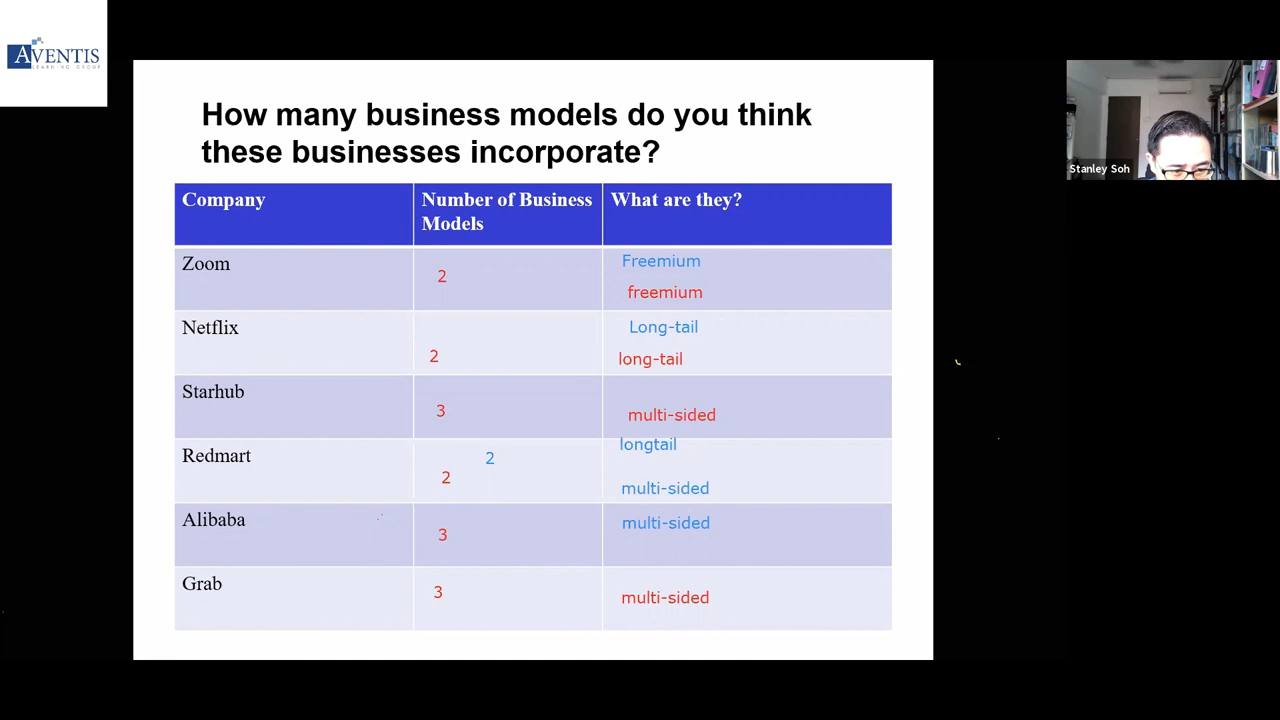 AVENTIS
LEARNING GROUP
How many business models do you think
these businesses incorporate?
Company
Number of Business
Models
What are they?
Zoom
2
Freemium
freemium
Netflix
2
Long-tail
long-tail
Starhub
3
multi-sided
Redmart
2
2
longtail
multi-sided
Alibaba
3
multi-sided
Grab
3
multi-sided
Stanley Soh